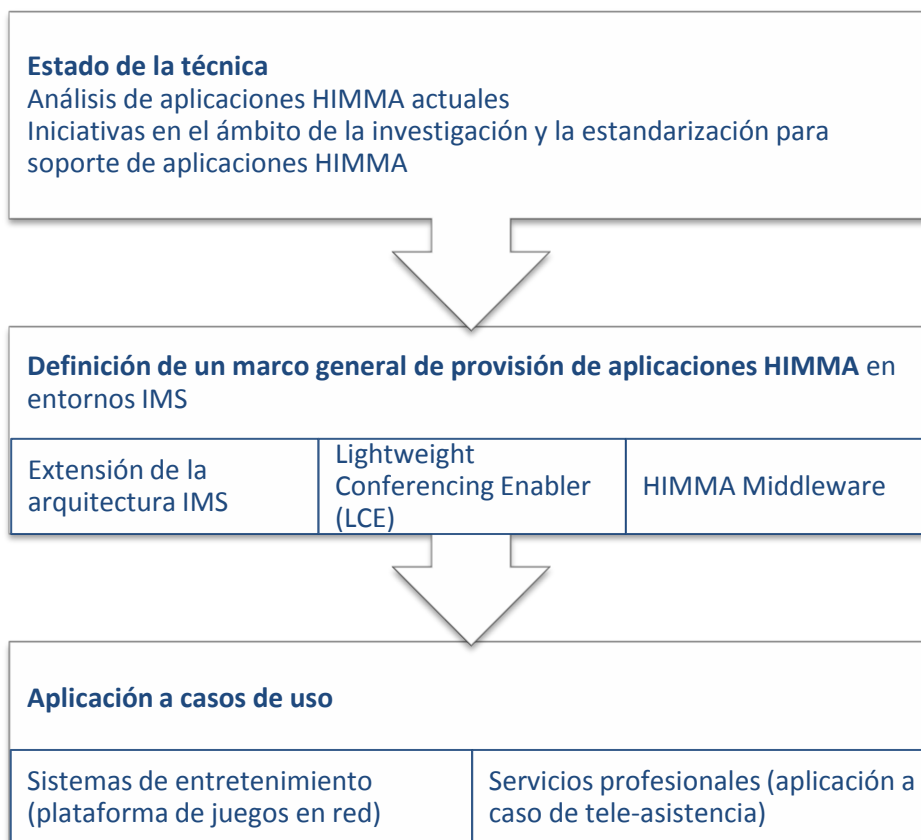 Estado de la técnica
Análisis de aplicaciones HIMMA actuales
Iniciativas en el ámbito de la investigación y la estandarización para
soporte de aplicaciones HIMMA
Definición de un marco general de provisión de aplicaciones HIMMA en
entornos IMS
Extensión de la
arquitectura IMS
Lightweight
Conferencing Enabler
(LCE)
HIMMA Middleware
Aplicación a casos de uso
Sistemas de entretenimiento
(plataforma de juegos en red)
Servicios profesionales (aplicación a
caso de tele-asistencia)